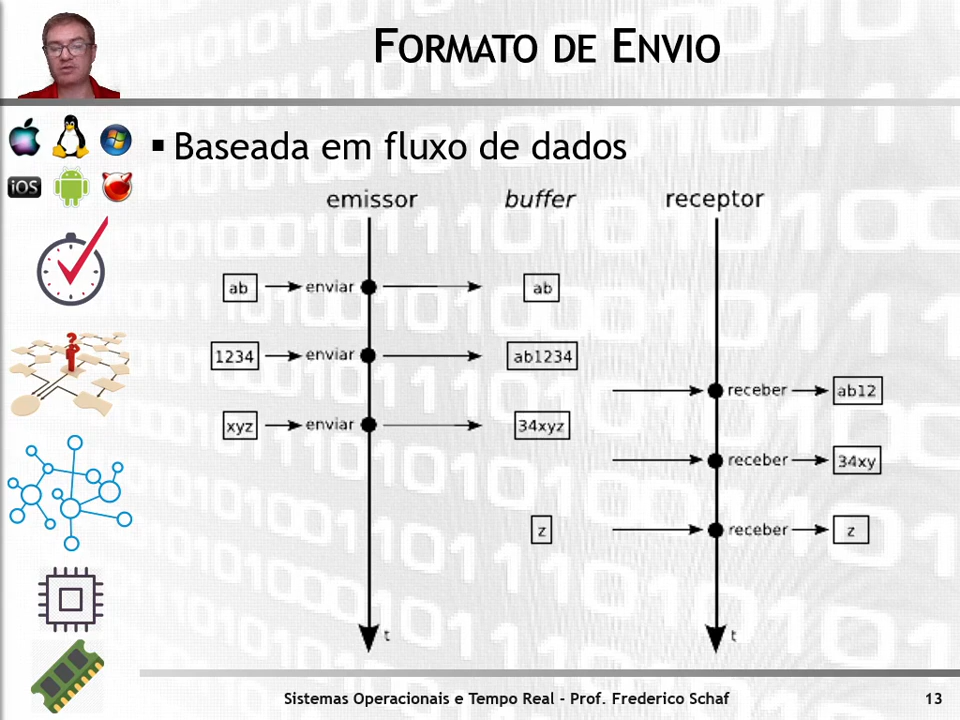 FORMATO DE ENVIO
iOS
Baseada em fluxo de dados
emissor buffer receptor
ab enviar ab
1234 enviar ab1234
receber ab12
xyz enviar 34xyz
receber 34xy
z receber z
t t
Sistemas Operacionais e Tempo Real - Prof. Frederico Schaf 13